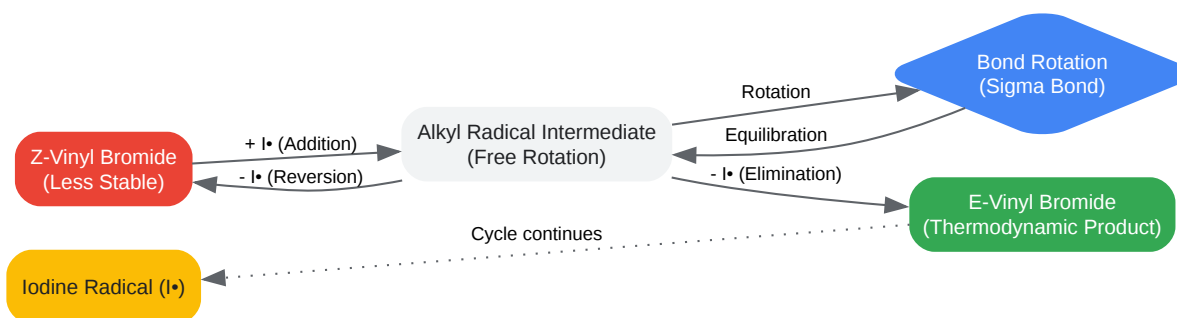 Z-Vinyl Bromide
(Less Stable)
+ I• (Addition)
- I• (Reversion)
Alkyl Radical Intermediate
(Free Rotation)
Rotation
Equilibration
Bond Rotation
(Sigma Bond)
- I• (Elimination)
E-Vinyl Bromide
(Thermodynamic Product)
Cycle continues
Iodine Radical (I•)